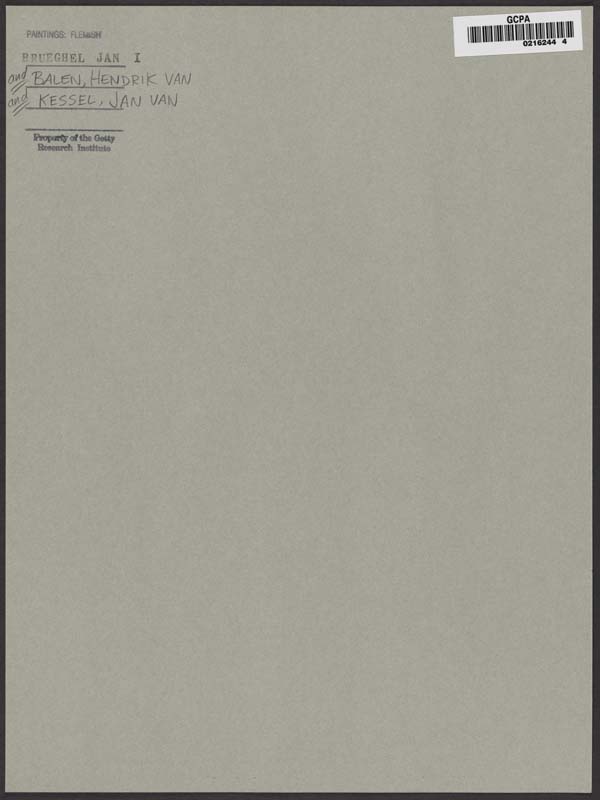 PAINTINGS: FLEMISH
BRUEGHEL JAN I
and BALEN, HENDRIK VAN
and KESSEL, JAN VAN
Property of the Getty
Research Institute
GCPA
0216244 4